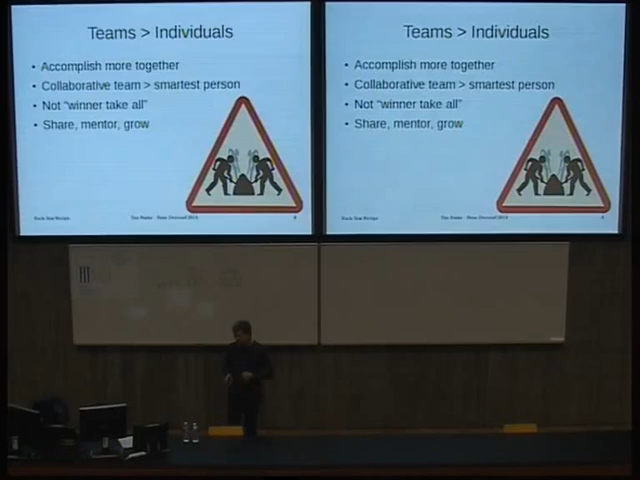 Teams > Individuals
• Accomplish more together
• Collaborative team > smartest person
• Not “winner take all”
• Share, mentor, grow
Teams > Individuals
• Accomplish more together
• Collaborative team > smartest person
• Not “winner take all”
• Share, mentor, grow